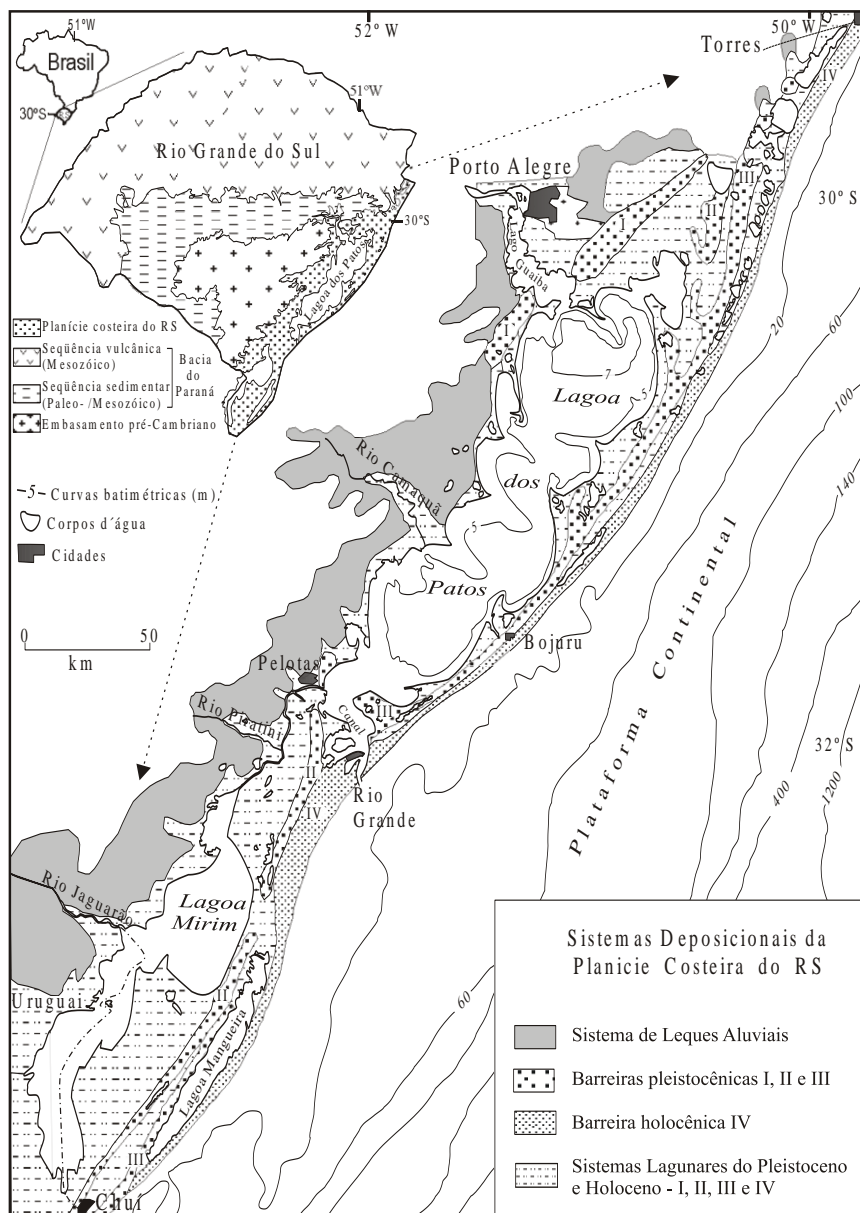 51°W
Brasil
30°S
52° W
50° W
Torres
51°W
Rio Grande do Sul
30°S
Lagoa dos Patos
Porto Alegre
IV
III
30° S
II
I
Lago
Guaíba
I
Planície costeira do RS
Seqüência vulcânica
(Mesozóico)
Seqüência sedimentar
(Paleo- /Mesozóico)
Bacia
do
Paraná
Embasamento pré-Cambriano
5 Curvas batimétricas (m)
Corpos d´água
Cidades
0 50
km
7
5
Lagoa
dos
5
Patos
20
60
100
140
Rio Camaquã
Bojuru
Plataforma Continental
Pelotas
Rio Piratini
Canal
III
II
IV
Rio
Grande
32° S
400
1200
Rio Jaguarão
Lagoa
Mirim
Uruguai
II
Lagoa Mangueira
III
Chuí
60
Sistemas Deposicionais da
Planicie Costeira do RS
Sistema de Leques Aluviais
Barreiras pleistocênicas I, II e III
Barreira holocênica IV
Sistemas Lagunares do Pleistoceno
e Holoceno - I, II, III e IV